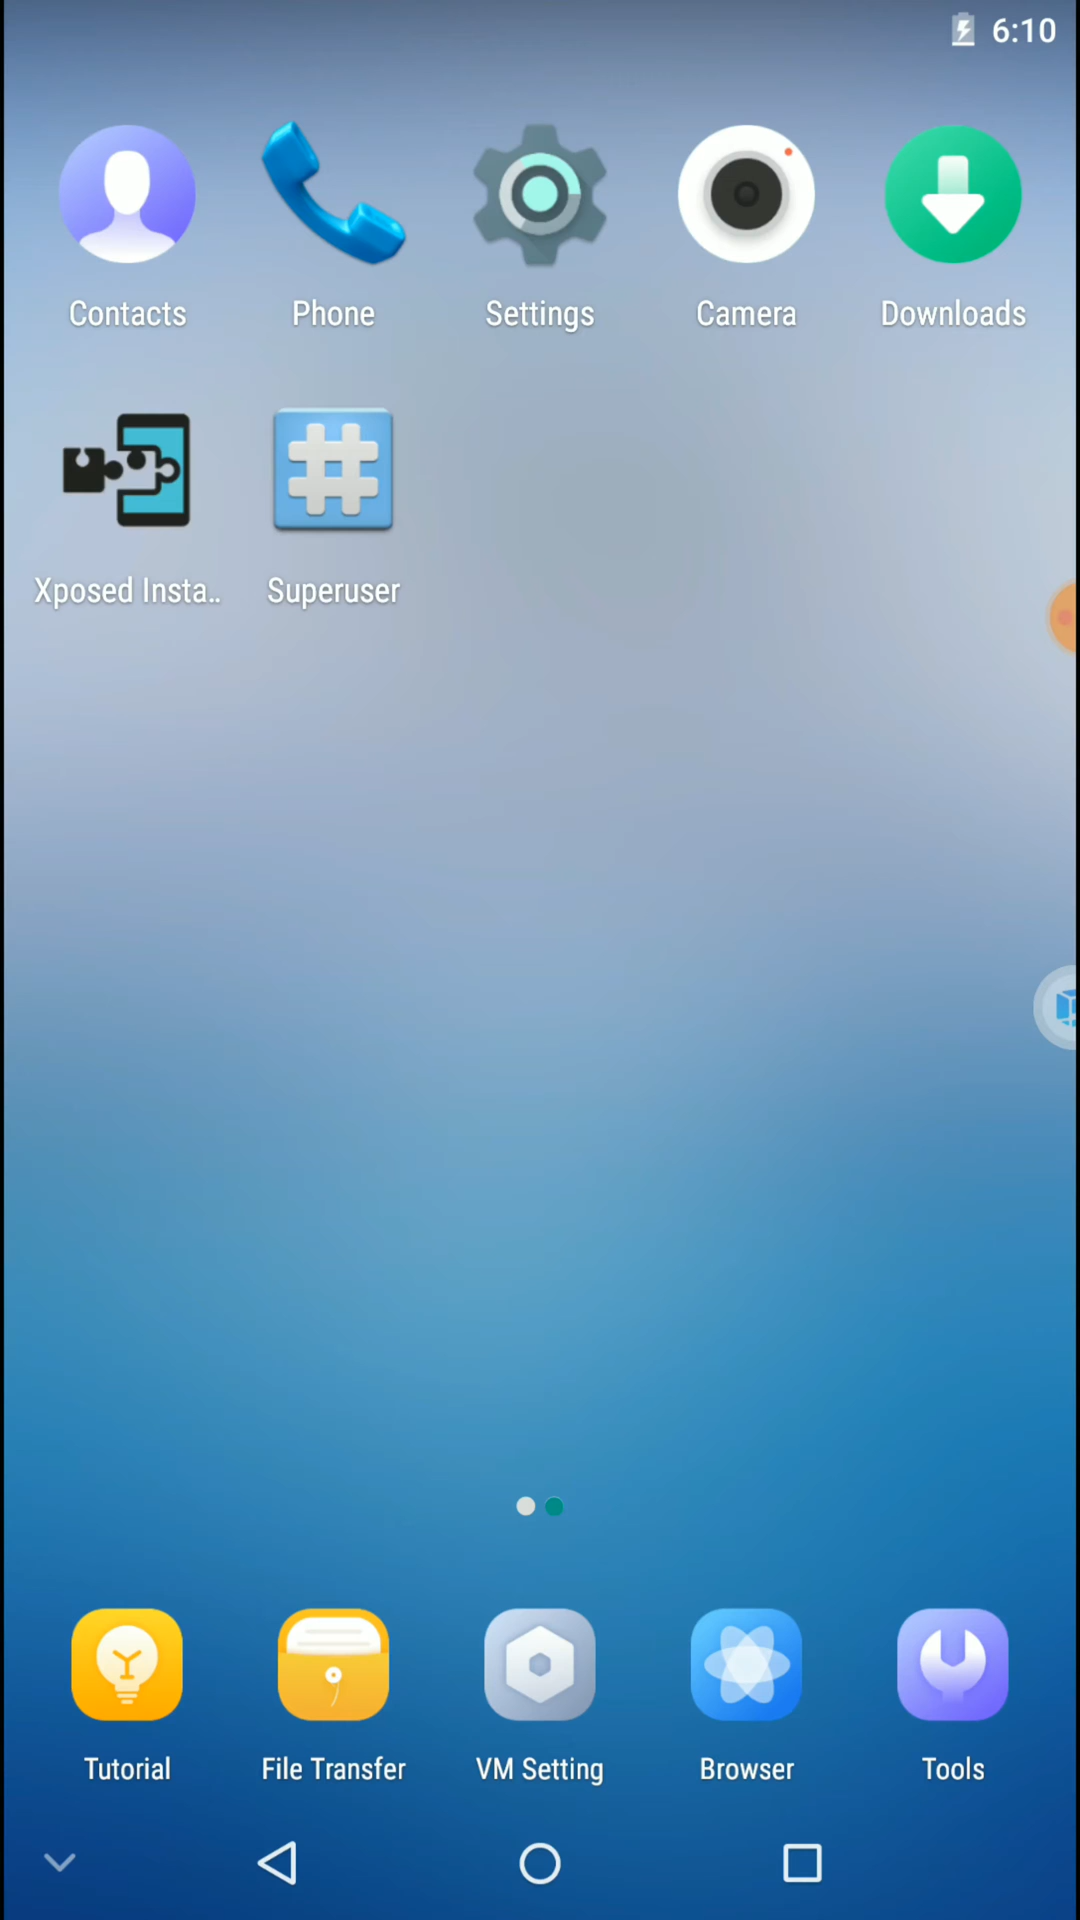 6:10
Contacts
Phone
Settings
Camera
Downloads
Xposed Insta..
Superuser
Tutorial
File Transfer
VM Setting
Browser
Tools